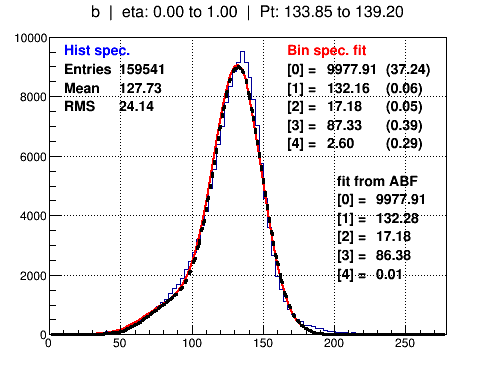 b | eta: 0.00 to 1.00 | Pt: 133.85 to 139.20
10000
8000
6000
4000
2000
0
Hist spec.
Entries 159541
Mean 127.73
RMS 24.14
Bin spec. fit
[0] = 9977.91 (37.24)
[1] = 132.16 (0.06)
[2] = 17.18 (0.05)
[3] = 87.33 (0.39)
[4] = 2.60 (0.29)
fit from ABF
[0] = 9977.91
[1] = 132.28
[2] = 17.18
[3] = 86.38
[4] = 0.01
0 50 100 150 200 250